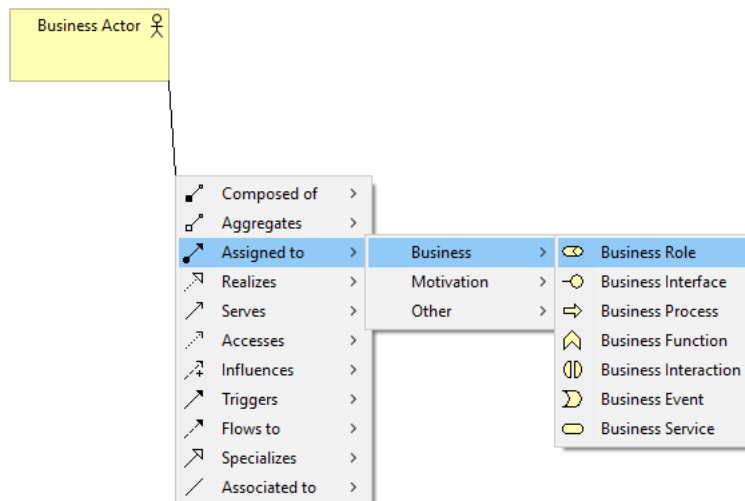 Business Actor
Composed of
Aggregates
Assigned to
Realizes
Serves
Accesses
Influences
Triggers
Flows to
Specializes
Associated to
Business
Motivation
Other
Business Role
Business Interface
Business Process
Business Function
Business Interaction
Business Event
Business Service